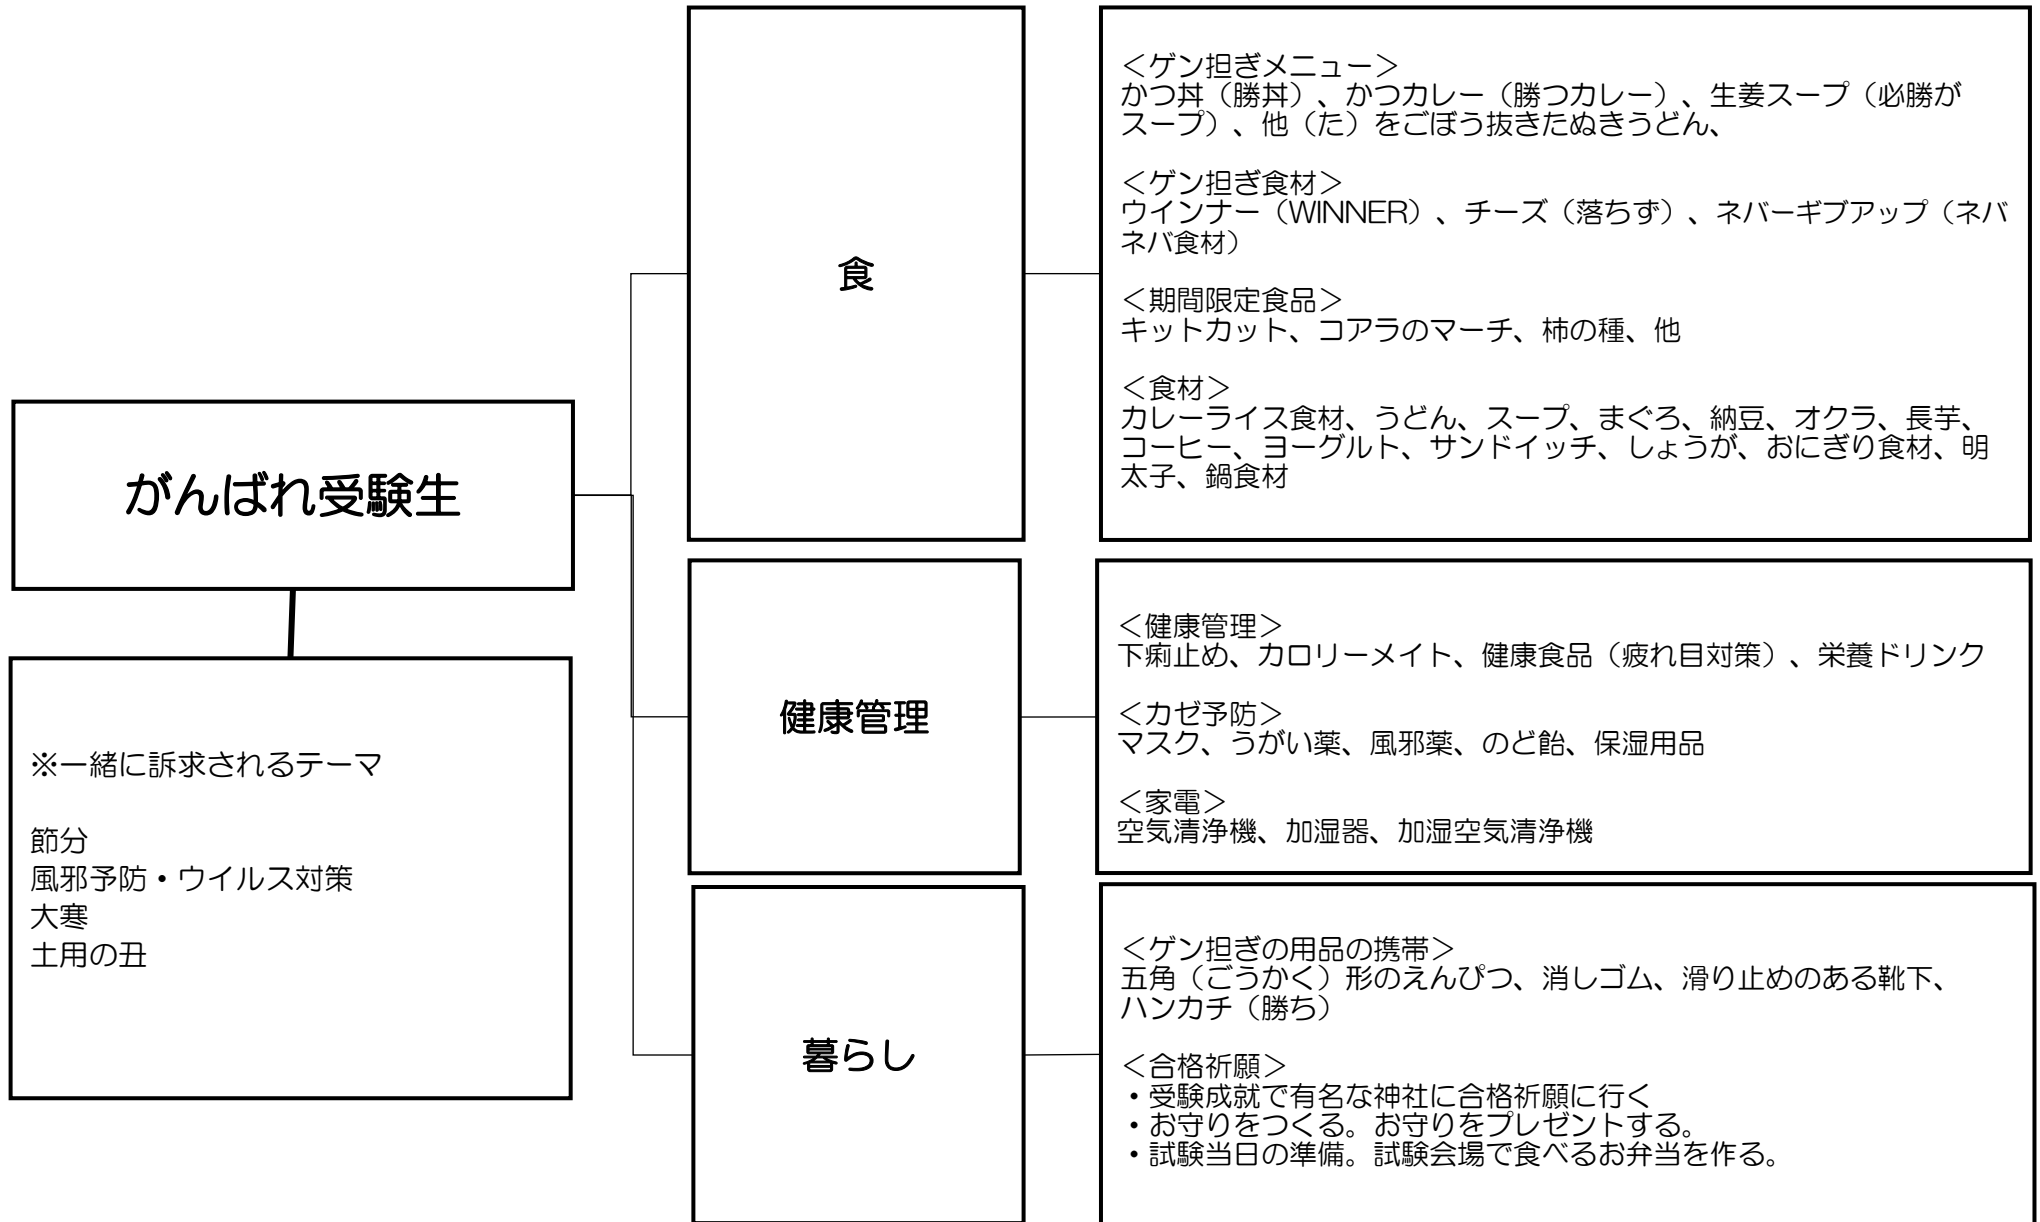 がんばれ受験生
※一緒に訴求されるテーマ
節分
風邪予防・ウイルス対策
大寒
土用の丑
食
＜ゲン担ぎメニュー＞
かつ丼（勝丼）、かつカレー（勝つカレー）、生姜スープ（必勝が
スープ）、他（た）をごぼう抜きたぬきうどん、
＜ゲン担ぎ食材＞
ウインナー（WINNER）、チーズ（落ちず）、ネバーギブアップ（ネバ
ネバ食材）
＜期間限定食品＞
キットカット、コアラのマーチ、柿の種、他
＜食材＞
カレーライス食材、うどん、スープ、まぐろ、納豆、オクラ、長芋、
コーヒー、ヨーグルト、サンドイッチ、しょうが、おにぎり食材、明
太子、鍋食材
健康管理
＜健康管理＞
下痢止め、カロリーメイト、健康食品（疲れ目対策）、栄養ドリンク
＜カゼ予防＞
マスク、うがい薬、風邪薬、のど飴、保湿用品
＜家電＞
空気清浄機、加湿器、加湿空気清浄機
暮らし
＜ゲン担ぎの用品の携帯＞
五角（ごうかく）形のえんぴつ、消しゴム、滑り止めのある靴下、
ハンカチ（勝ち）
＜合格祈願＞
・受験成就で有名な神社に合格祈願に行く
・お守りをつくる。お守りをプレゼントする。
・試験当日の準備。試験会場で食べるお弁当を作る。